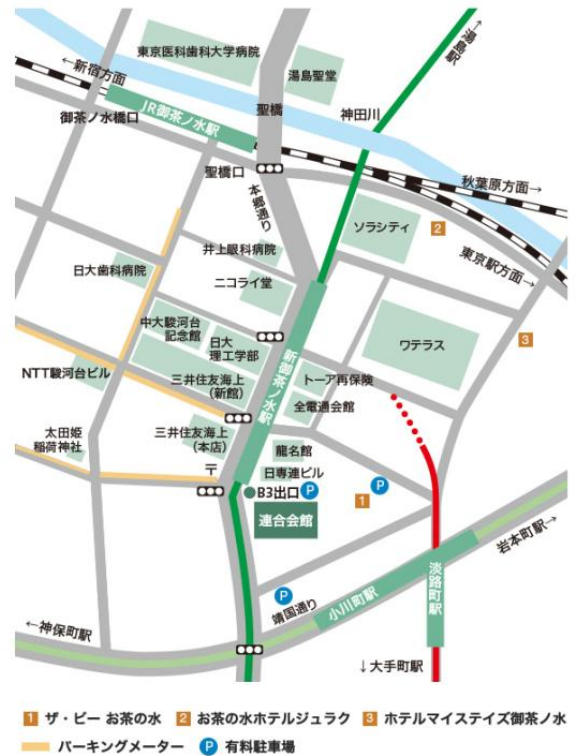 東京医科歯科大学病院
←湯島駅
←新宿方面
湯島聖堂
聖橋
神田川
JR御茶ノ水駅
御茶ノ水橋口
聖橋口
秋葉原方面→
本郷通り
ソラシティ
2
東京駅方面→
井上眼科病院
日大歯科病院
ニコライ堂
3
中大駿河台
記念館
日大
理工学部
新御茶ノ水駅
ワテラス
NTT駿河台ビル
三井住友海上
(新館)
トーア再保険
全電通会館
太田姫
稲荷神社
三井住友海上
(本店)
龍名館
〒
日専連ビル
B3出口
P
P
1
連合会館
岩本町駅→
P
靖国通り
小川町駅
淡路町駅
←神保町駅
↓大手町駅
1 ザ・ビー お茶の水 2 お茶の水ホテルジュラク 3 ホテルマイステイズ御茶ノ水
パーキングメーター P 有料駐車場